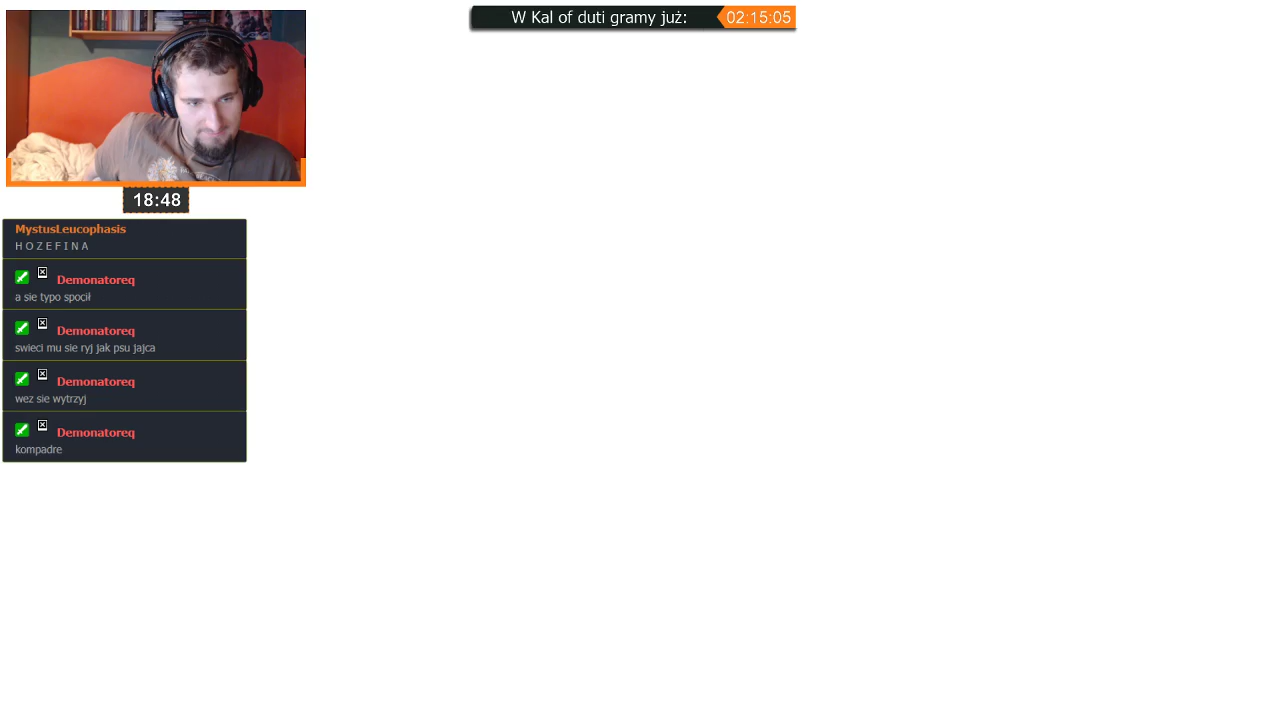 W Kal of duti gramy już: 02:15:05
18:48
MystusLeucophasis
H O Z E F I N A
Demonatoreq
a sie typo spocił
Demonatoreq
swieci mu sie ryj jak psu jajca
Demonatoreq
wez sie wytrzyj
Demonatoreq
kompadre